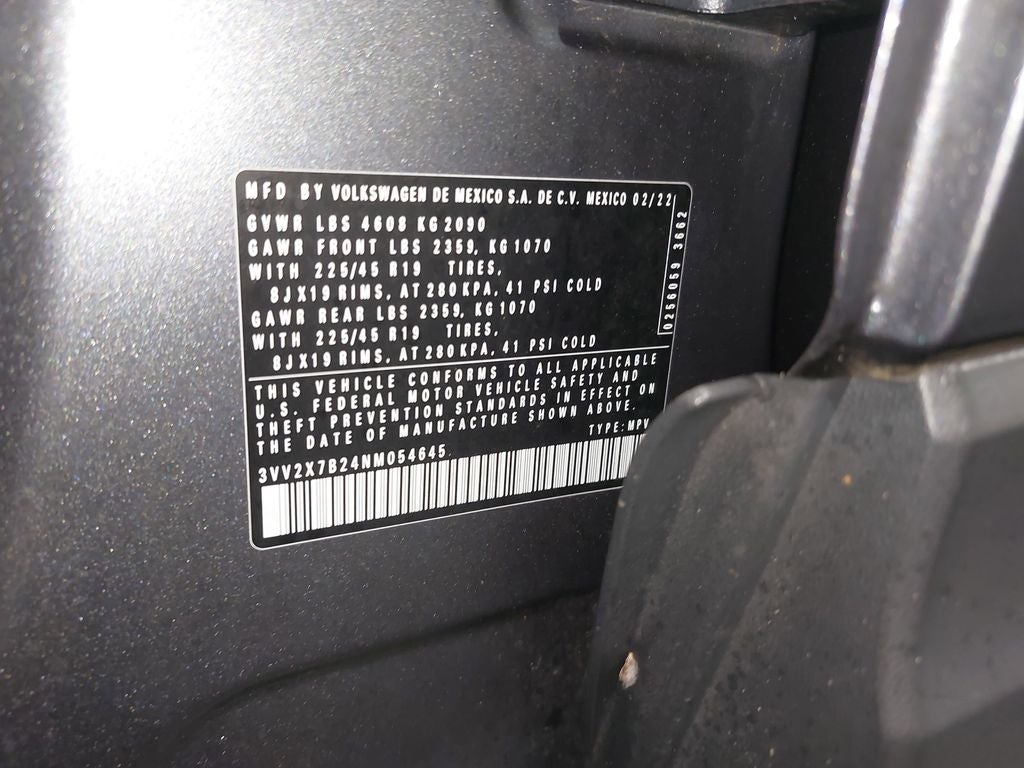 MFD BY VOLKSWAGEN DE MEXICO S.A. DE C.V. MEXICO 02/22
GVWR LBS 4608 KG 2090
GAWR FRONT LBS 2359, KG 1070
WITH 225/45 R19 TIRES,
8JX19 RIMS, AT 280 KPA, 41 PSI COLD
GAWR REAR LBS 2359, KG 1070
WITH 225/45 R19 TIRES,
8JX19 RIMS, AT 280 KPA, 41 PSI COLD
0256059 3662
THIS VEHICLE CONFORMS TO ALL APPLICABLE
U.S. FEDERAL MOTOR VEHICLE SAFETY AND
THEFT PREVENTION STANDARDS IN EFFECT ON
THE DATE OF MANUFACTURE SHOWN ABOVE.
TYPE: MPV
3VV2X7B24NM054645